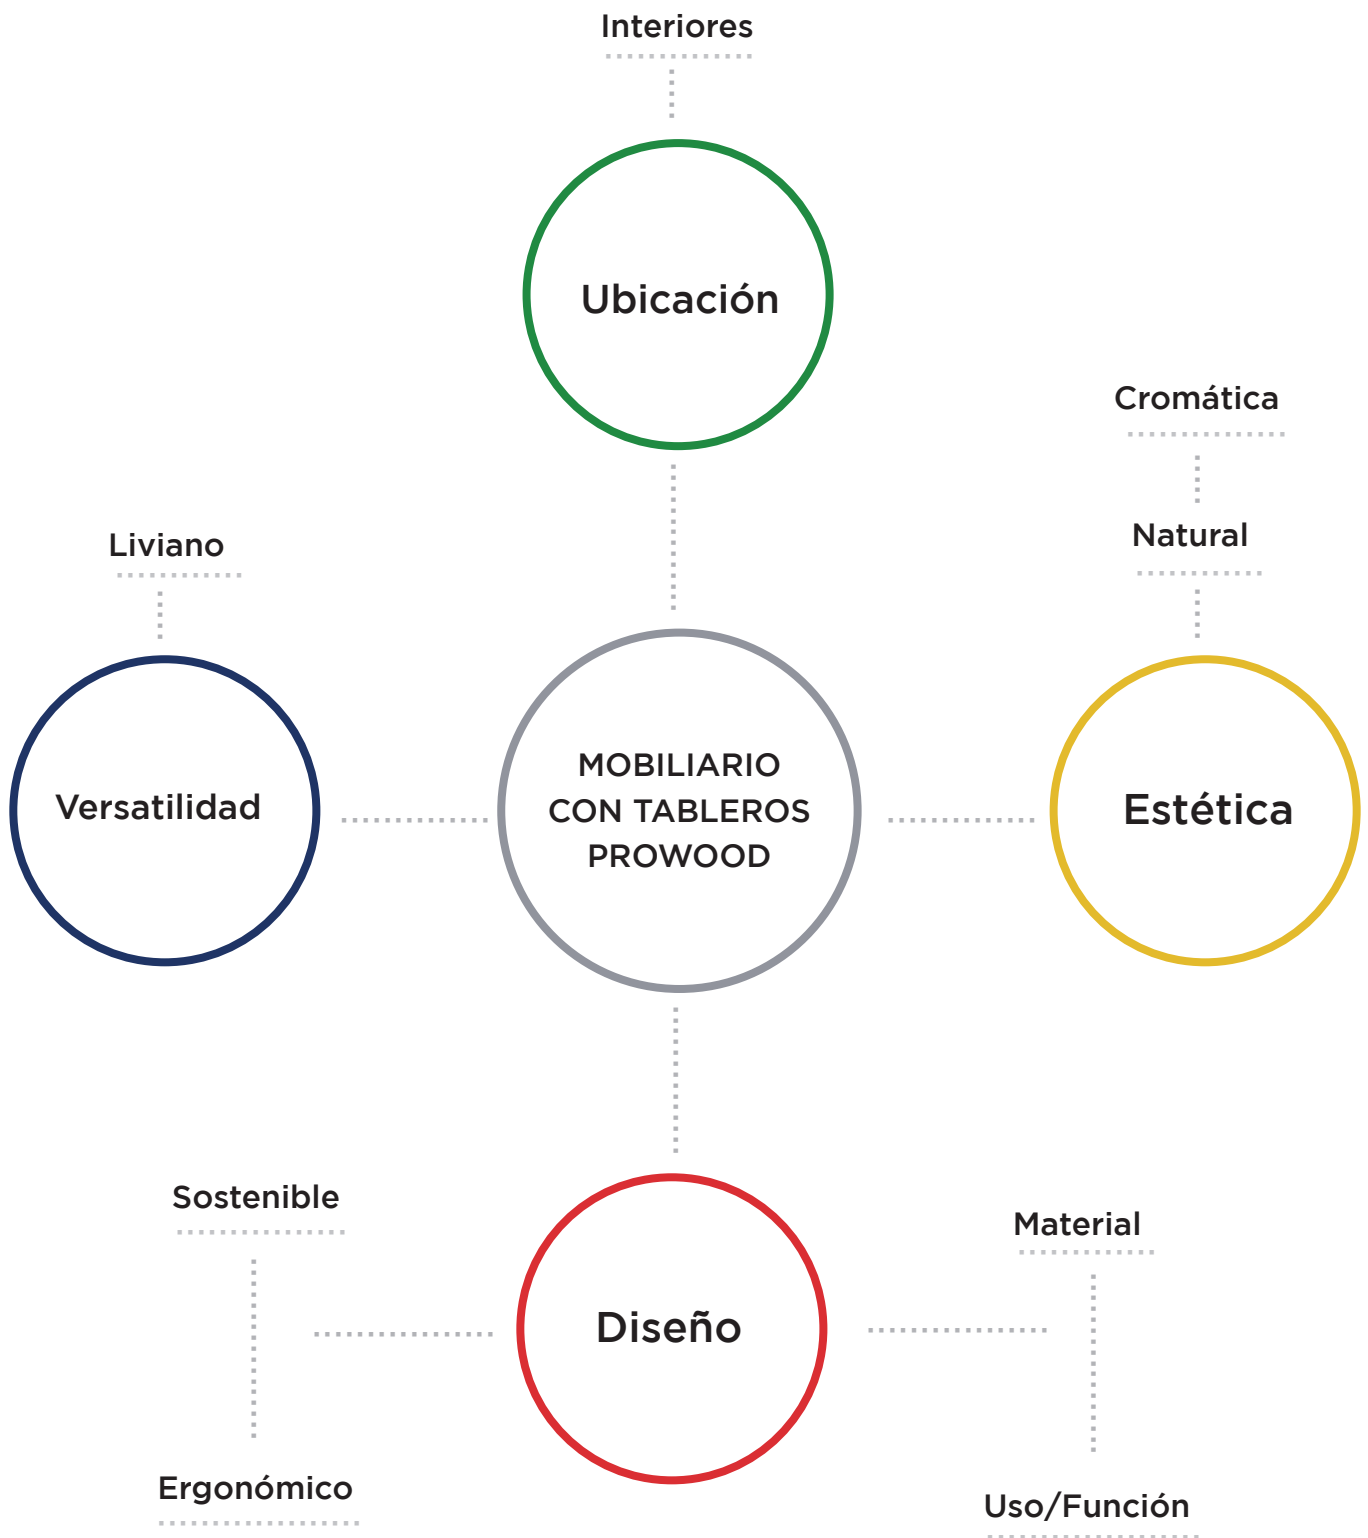 Interiores
Ubicación
Cromática
Natural
Liviano
Versatilidad
MOBILIARIO
CON TABLEROS
PROWOOD
Estética
Sostenible
Material
Diseño
Ergonómico
Uso/Función